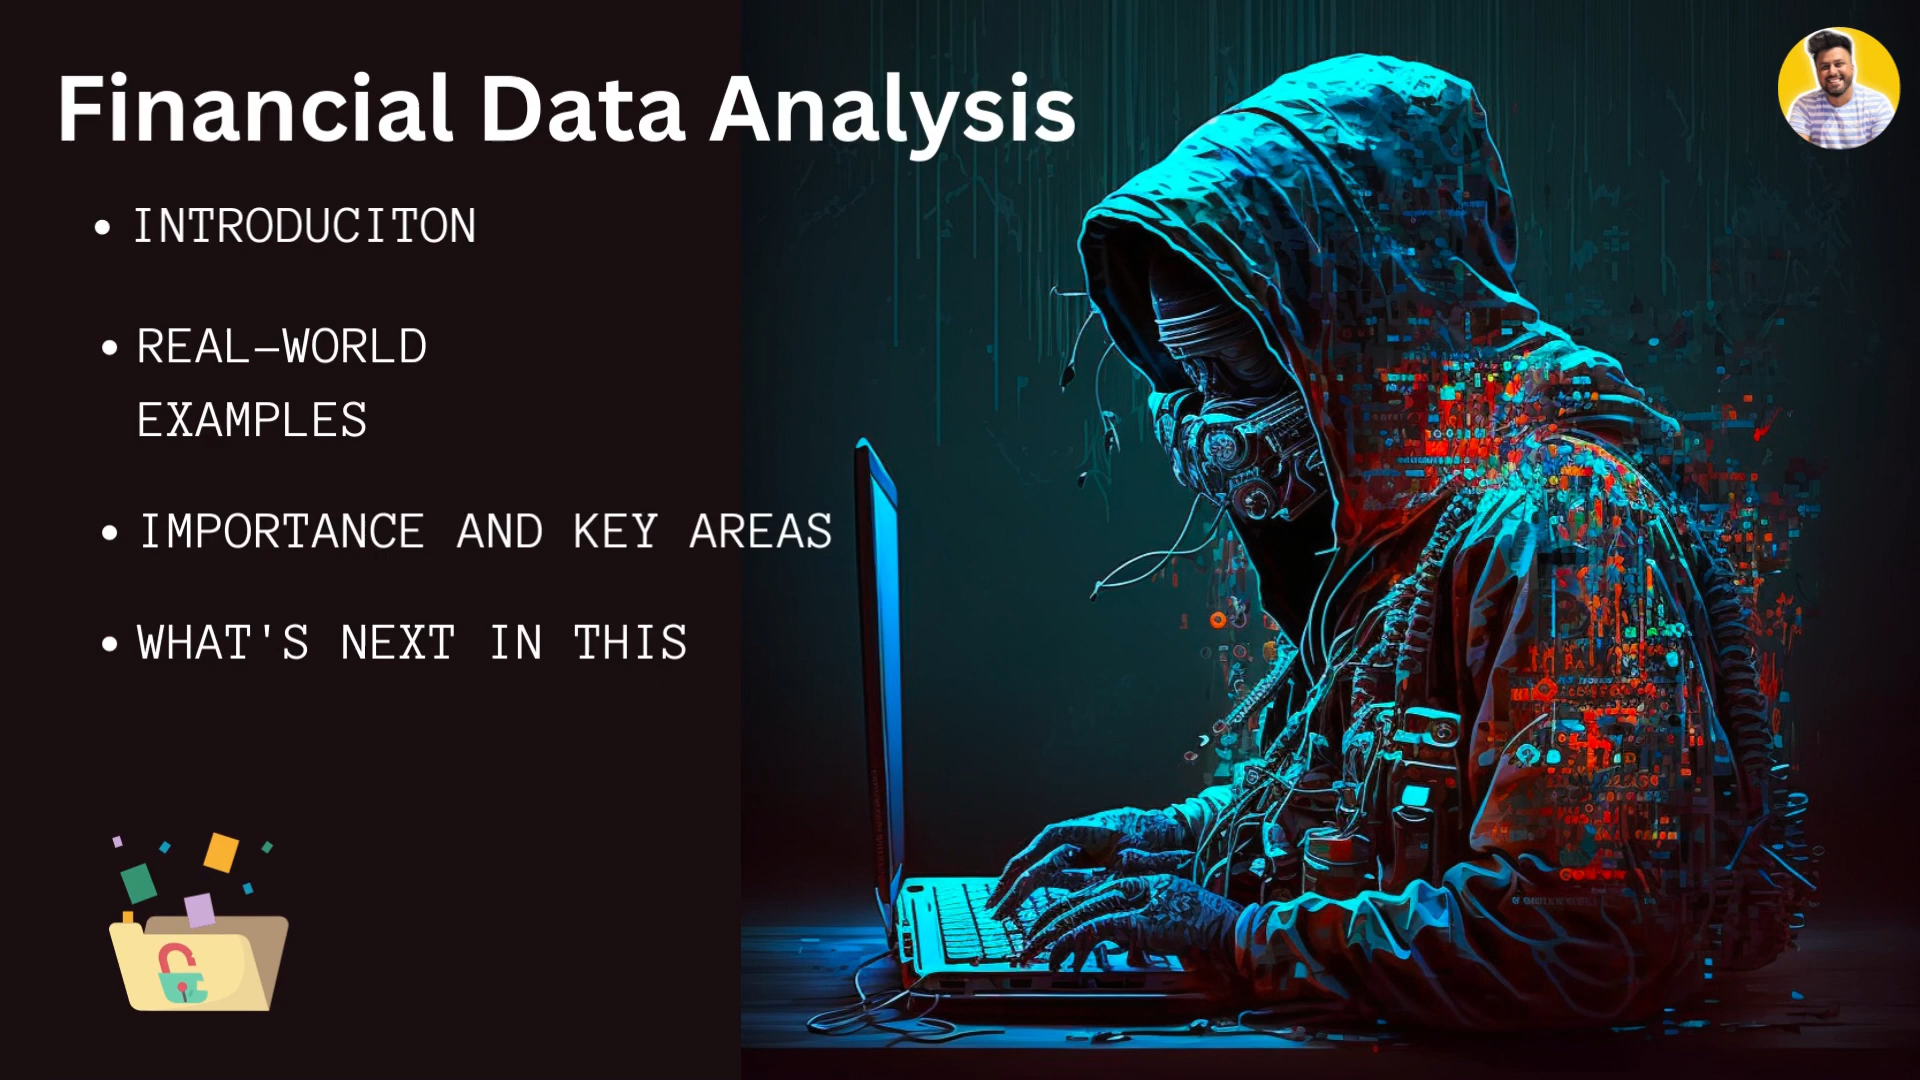 Financial Data Analysis
• INTRODUCITON
• REAL-WORLD
EXAMPLES
• IMPORTANCE AND KEY AREAS
• WHAT'S NEXT IN THIS